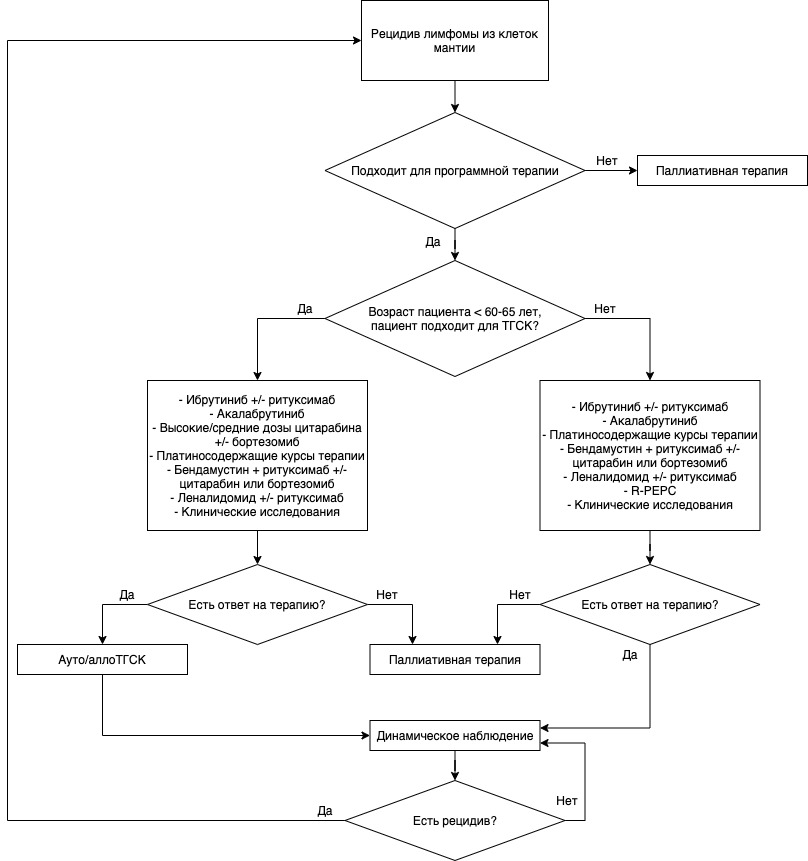 Рецидив лимфомы из клеток
мантии
Подходит для программной терапии
Нет
Паллиативная терапия
Да
Возраст пациента < 60-65 лет,
пациент подходит для ТГСК?
Да
Нет
- Ибрутиниб +/- ритуксимаб
- Акалабрутиниб
- Высокие/средние дозы цитарабина
+/- бортезомиб
- Платиносодержащие курсы терапии
- Бендамустин + ритуксимаб +/-
цитарабин или бортезомиб
- Леналидомид +/- ритуксимаб
- Клинические исследования
- Ибрутиниб +/- ритуксимаб
- Акалабрутиниб
- Платиносодержащие курсы терапии
- Бендамустин + ритуксимаб +/-
цитарабин или бортезомиб
- Леналидомид +/- ритуксимаб
- R-PEPC
- Клинические исследования
Да
Есть ответ на терапию?
Нет
Нет
Есть ответ на терапию?
Да
Ауто/аллоТГСК
Паллиативная терапия
Динамическое наблюдение
Да
Есть рецидив?
Нет